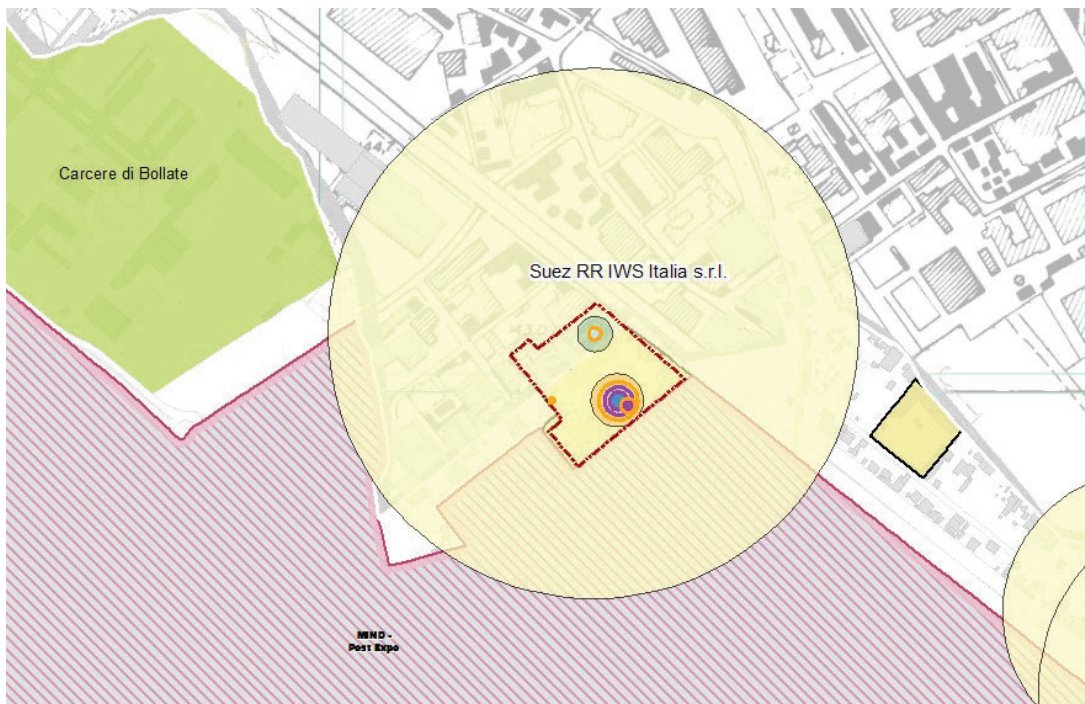 Carcere di Bollate
Suez RR IWS Italia s.r.l.
MIND -
Post Expo